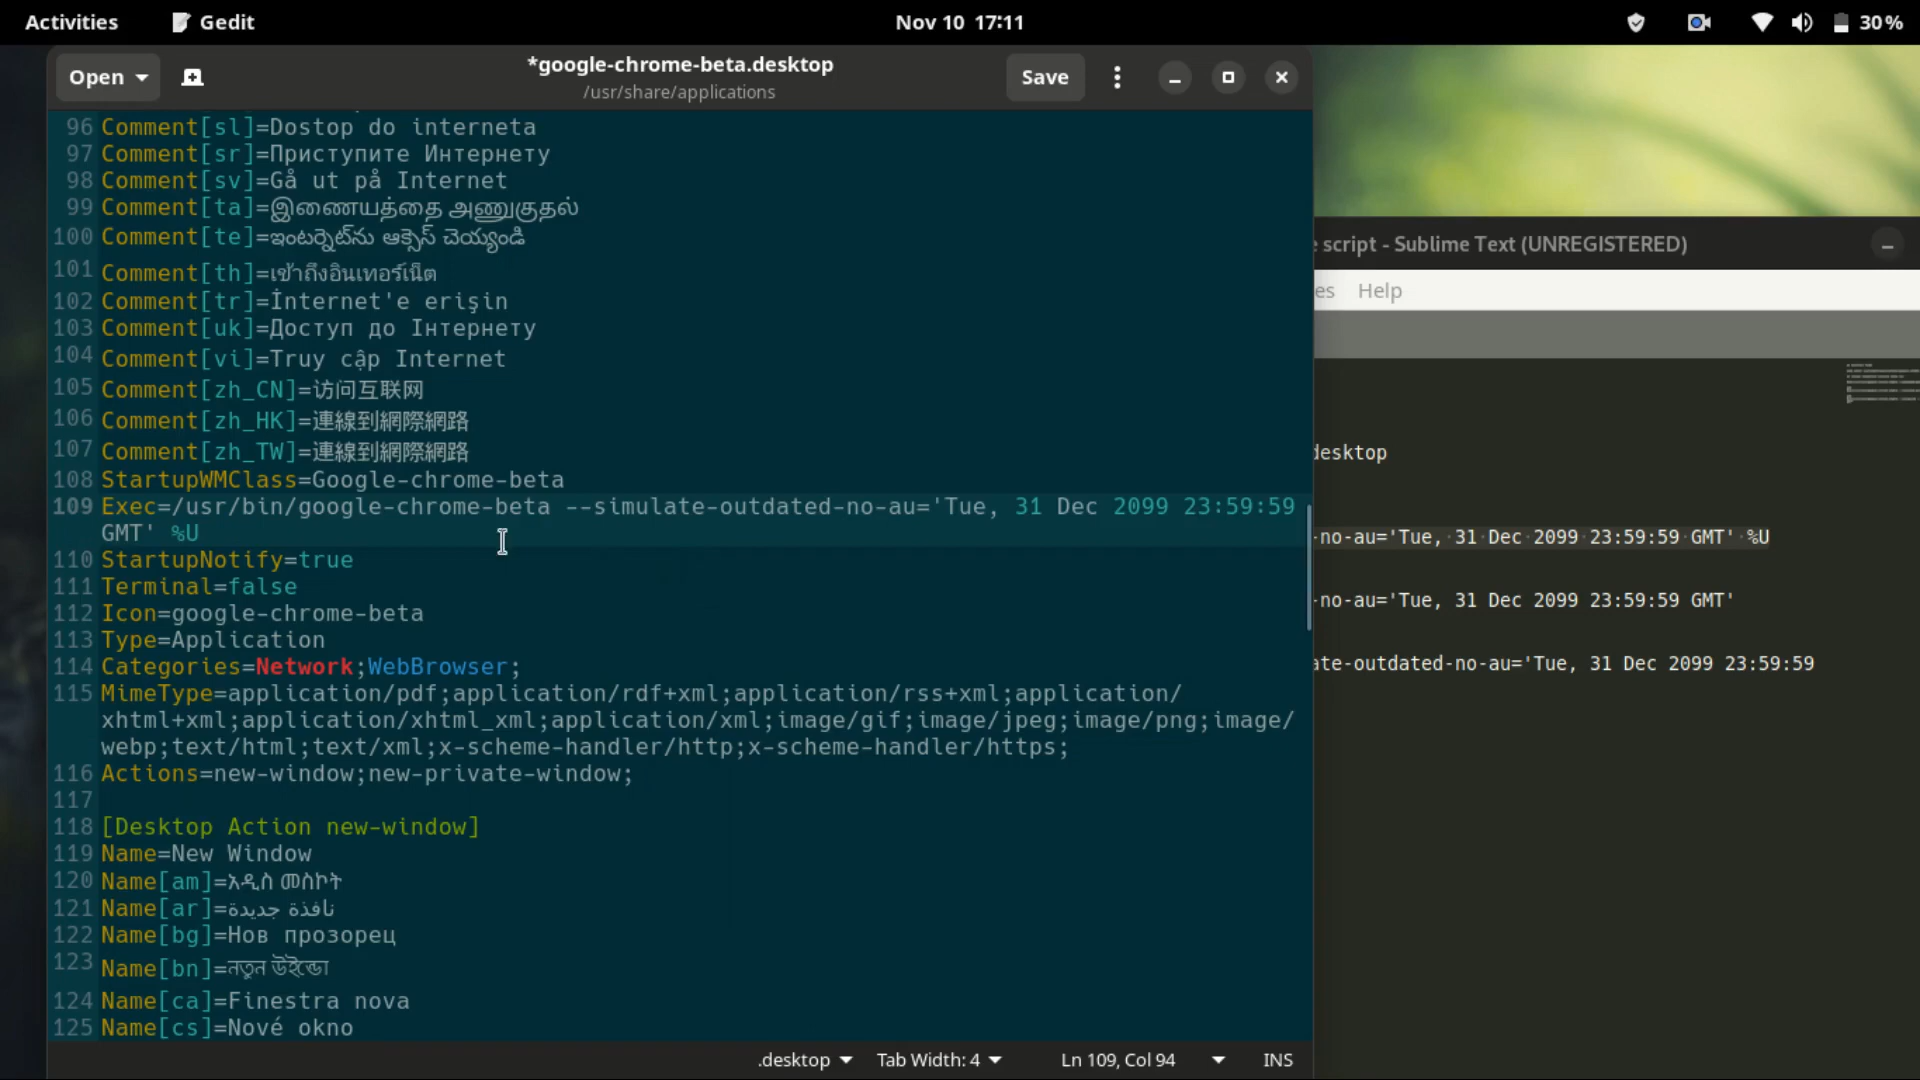 Activities Gedit Nov 10 17:11 30%
Open *google-chrome-beta.desktop Save
/usr/share/applications
96 Comment[sl]=Dostop do interneta
97 Comment[sr]=Приступите Интернету
98 Comment[sv]=Gå ut på Internet
99 Comment[ta]=இணையத்தை அணுகுதல்
100 Comment[te]=ఇంటర్నెట్‌ను ఆక్సెస్ చెయ్యండి
101 Comment[th]=เข้าถึงอินเทอร์เน็ต
102 Comment[tr]=İnternet'e erişin
103 Comment[uk]=Доступ до Інтернету
104 Comment[vi]=Truy cập Internet
105 Comment[zh_CN]=访问互联网
106 Comment[zh_HK]=連線到網際網路
107 Comment[zh_TW]=連線到網際網路
108 StartupWMClass=Google-chrome-beta
109 Exec=/usr/bin/google-chrome-beta --simulate-outdated-no-au='Tue, 31 Dec 2099 23:59:59
GMT' %U
110 StartupNotify=true
111 Terminal=false
112 Icon=google-chrome-beta
113 Type=Application
114 Categories=Network;WebBrowser;
115 MimeType=application/pdf;application/rdf+xml;application/rss+xml;application/
xhtml+xml;application/xhtml_xml;application/xml;image/gif;image/jpeg;image/png;image/
webp;text/html;text/xml;x-scheme-handler/http;x-scheme-handler/https;
116 Actions=new-window;new-private-window;
117
118 [Desktop Action new-window]
119 Name=New Window
120 Name[am]=አዲስ መስኮት
121 Name[ar]=نافذة جديدة
122 Name[bg]=Нов прозорец
123 Name[bn]=নতুন উইন্ডো
124 Name[ca]=Finestra nova
125 Name[cs]=Nové okno
.desktop Tab Width: 4 Ln 109, Col 94 INS
script - Sublime Text (UNREGISTERED)
es Help
desktop
-no-au='Tue, 31 Dec 2099 23:59:59 GMT' %U
-no-au='Tue, 31 Dec 2099 23:59:59 GMT'
ate-outdated-no-au='Tue, 31 Dec 2099 23:59:59